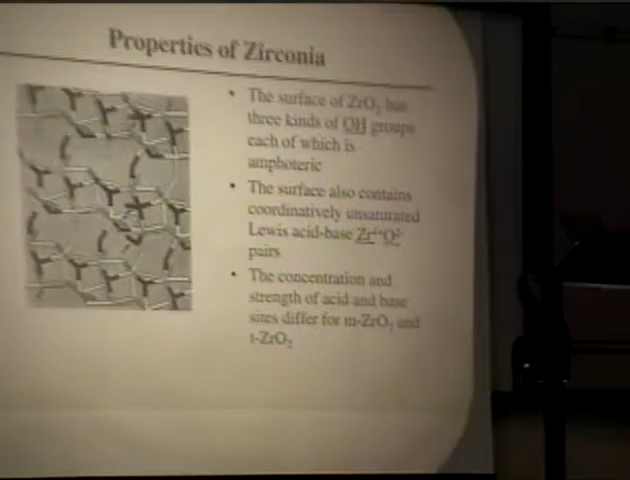 Properties of Zirconia
• The surface of ZrO₂ has
three kinds of OH groups
each of which is
amphoteric
• The surface also contains
coordinatively unsaturated
Lewis acid-base Zr⁴⁺O²⁻
pairs
• The concentration and
strength of acid and base
sites differ for m-ZrO₂ and
t-ZrO₂